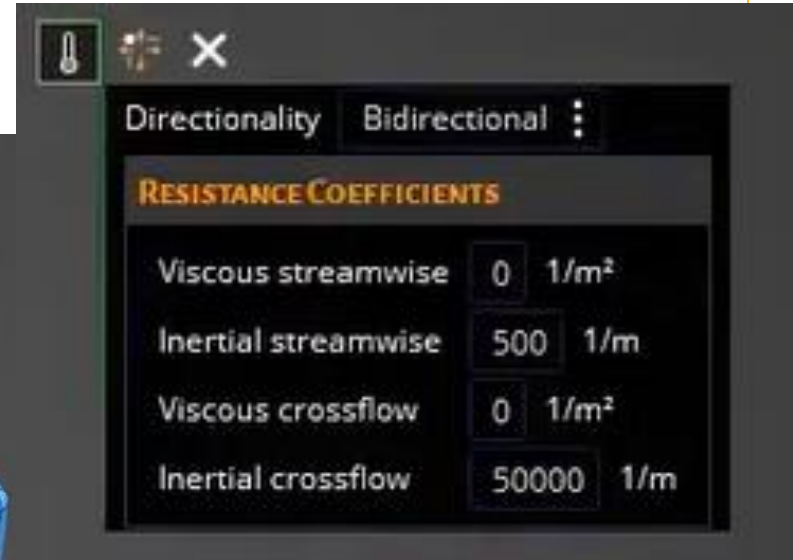 Directionality Bidirectional
RESISTANCE COEFFICIENTS
Viscous streamwise 0 1/m²
Inertial streamwise 500 1/m
Viscous crossflow 0 1/m²
Inertial crossflow 50000 1/m